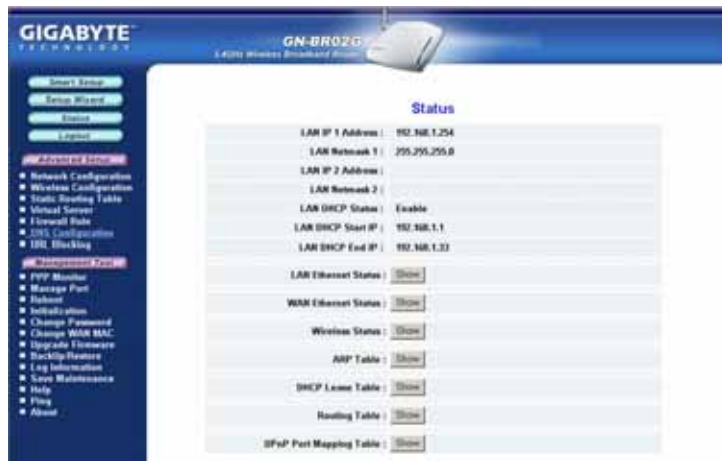 GIGABYTE
TECHNOLOGY
GN-BR02G
2.4GHz Wireless Broadband Router
Smart Setup
Setup Wizard
Status
Logout
Advanced Setup
Network Configuration
Wireless Configuration
Static Routing Table
Virtual Server
Firewall Rule
DNS Configuration
URL Blocking
Management Tool
PPP Monitor
Manage Port
Reboot
Initialization
Change Password
Change WAN MAC
Upgrade Firmware
BackUp/Restore
Log Information
Save Maintenance
Help
Ping
About
Status
LAN IP 1 Address : 192.168.1.254
LAN Netmask 1 : 255.255.255.0
LAN IP 2 Address :
LAN Netmask 2 :
LAN DHCP Status : Enable
LAN DHCP Start IP : 192.168.1.1
LAN DHCP End IP : 192.168.1.33
LAN Ethernet Status : Show
WAN Ethernet Status : Show
Wireless Status : Show
ARP Table : Show
DHCP Lease Table : Show
Routing Table : Show
UPnP Port Mapping Table : Show